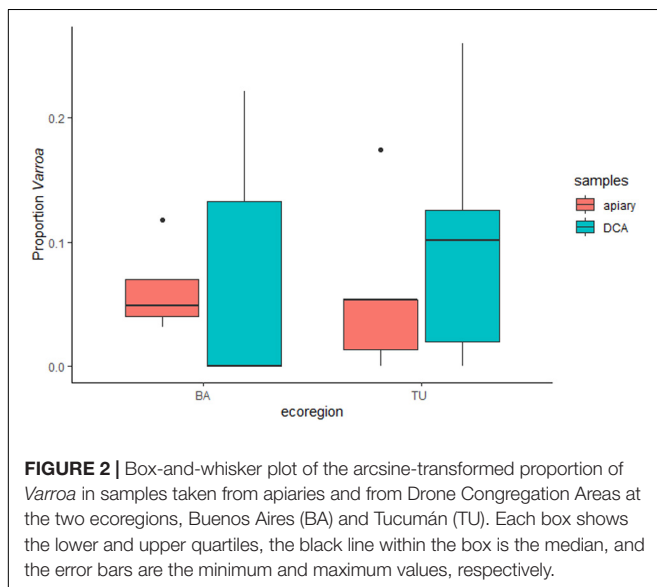 0.2
0.1
0.0
Proportion Varroa
BA
TU
ecoregion
samples
apiary
DCA
FIGURE 2 | Box-and-whisker plot of the arcsine-transformed proportion of
Varroa in samples taken from apiaries and from Drone Congregation Areas at
the two ecoregions, Buenos Aires (BA) and Tucumán (TU). Each box shows
the lower and upper quartiles, the black line within the box is the median, and
the error bars are the minimum and maximum values, respectively.